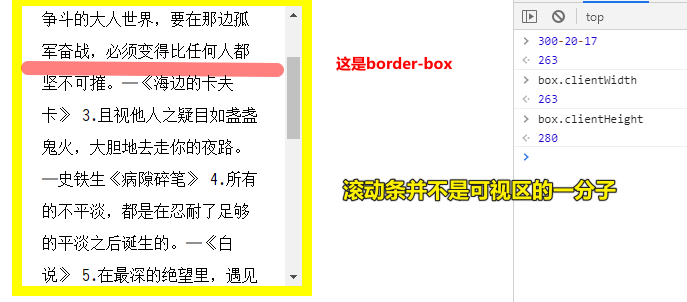 争斗的大人世界，要在那边孤
军奋战，必须变得比任何人都
坚不可摧。—《海边的卡夫
卡》 3.且视他人之疑目如盏盏
鬼火，大胆地去走你的夜路。
—史铁生《病隙碎笔》 4.所有
的不平淡，都是在忍耐了足够
的平淡之后诞生的。—《白
说》 5.在最深的绝望里，遇见
这是border-box
滚动条并不是可视区的一分子
top
300-20-17
263
box.clientWidth
263
box.clientHeight
280